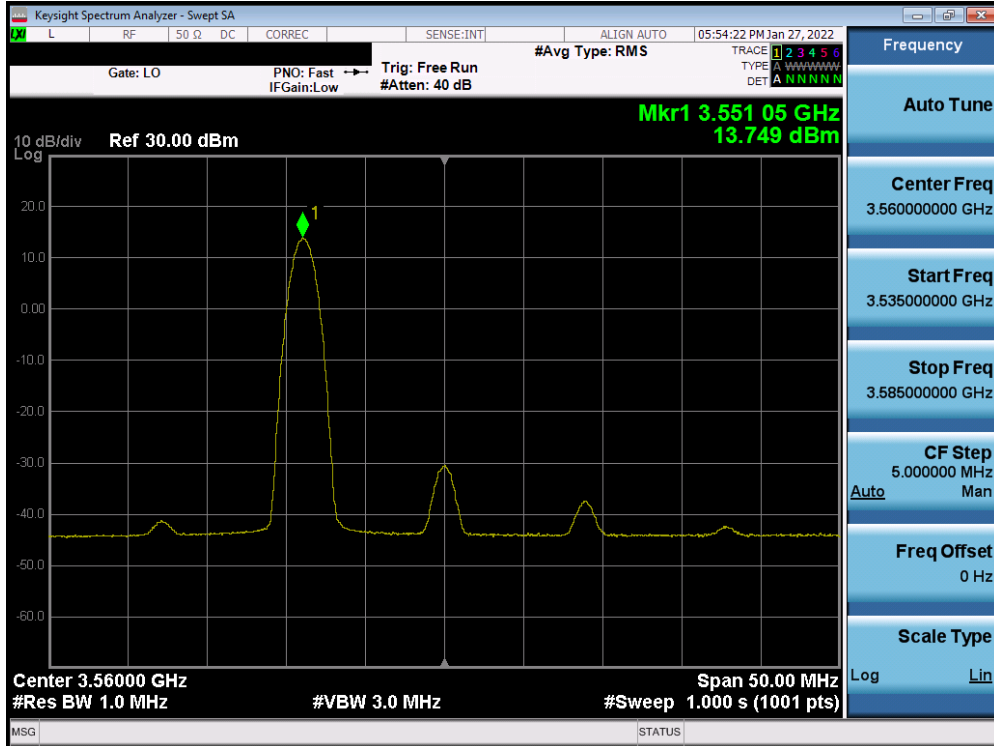 Keysight Spectrum Analyzer - Swept SA
LXI L RF 50 Ω DC CORREC SENSE:INT ALIGN AUTO 05:54:22 PM Jan 27, 2022
Gate: LO
PNO: Fast
IFGain:Low
Trig: Free Run
#Atten: 40 dB
#Avg Type: RMS
TRACE 1 2 3 4 5 6
TYPE A WWWWW
DET A N N N N N
Mkr1 3.551 05 GHz
13.749 dBm
10 dB/div
Log
Ref 30.00 dBm
1
20.0
10.0
0.00
-10.0
-20.0
-30.0
-40.0
-50.0
-60.0
Center 3.56000 GHz
Span 50.00 MHz
#Res BW 1.0 MHz
#VBW 3.0 MHz
#Sweep 1.000 s (1001 pts)
MSG
STATUS
Frequency
Auto Tune
Center Freq
3.560000000 GHz
Start Freq
3.535000000 GHz
Stop Freq
3.585000000 GHz
CF Step
5.000000 MHz
Auto Man
Freq Offset
0 Hz
Scale Type
Log Lin